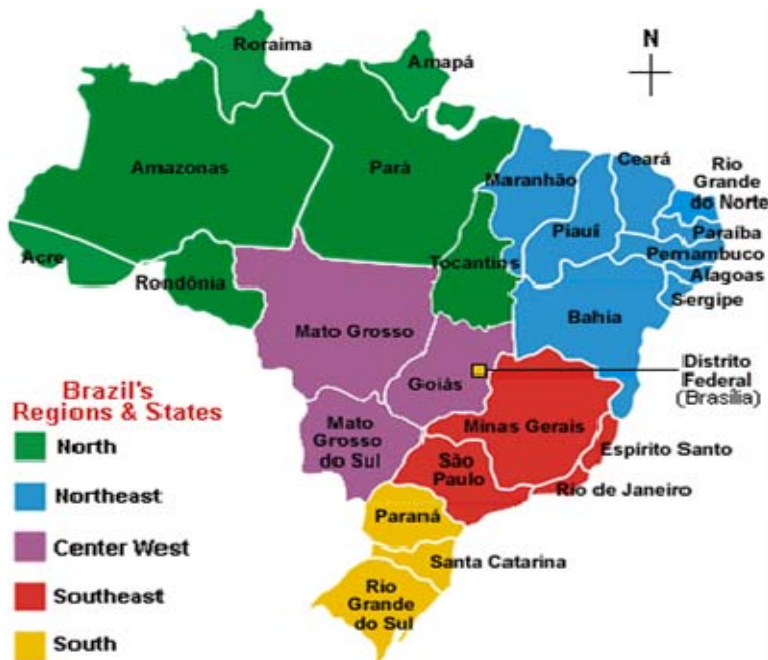 Roraima
Amapá
N
Amazonas
Pará
Maranhão
Ceará
Rio
Grande
do Norte
Piauí
Paraíba
Pernambuco
Alagoas
Sergipe
Acre
Rondônia
Tocantins
Bahia
Mato Grosso
Goiás
Distrito
Federal
(Brasília)
Mato
Grosso
do Sul
Minas Gerais
Espírito Santo
São
Paulo
Rio de Janeiro
Paraná
Santa Catarina
Rio
Grande
do Sul
Brazil's
Regions & States
North
Northeast
Center West
Southeast
South